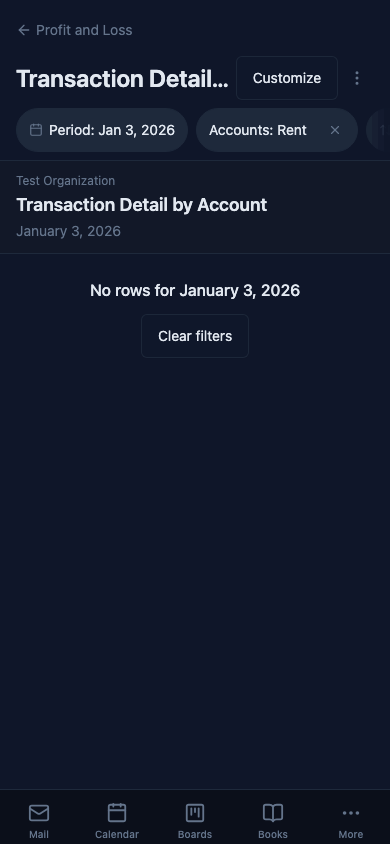 Profit and Loss
Transaction Detail...
Customize
Period: Jan 3, 2026
Accounts: Rent
Test Organization
Transaction Detail by Account
January 3, 2026
No rows for January 3, 2026
Clear filters
Mail
Calendar
Boards
Books
More